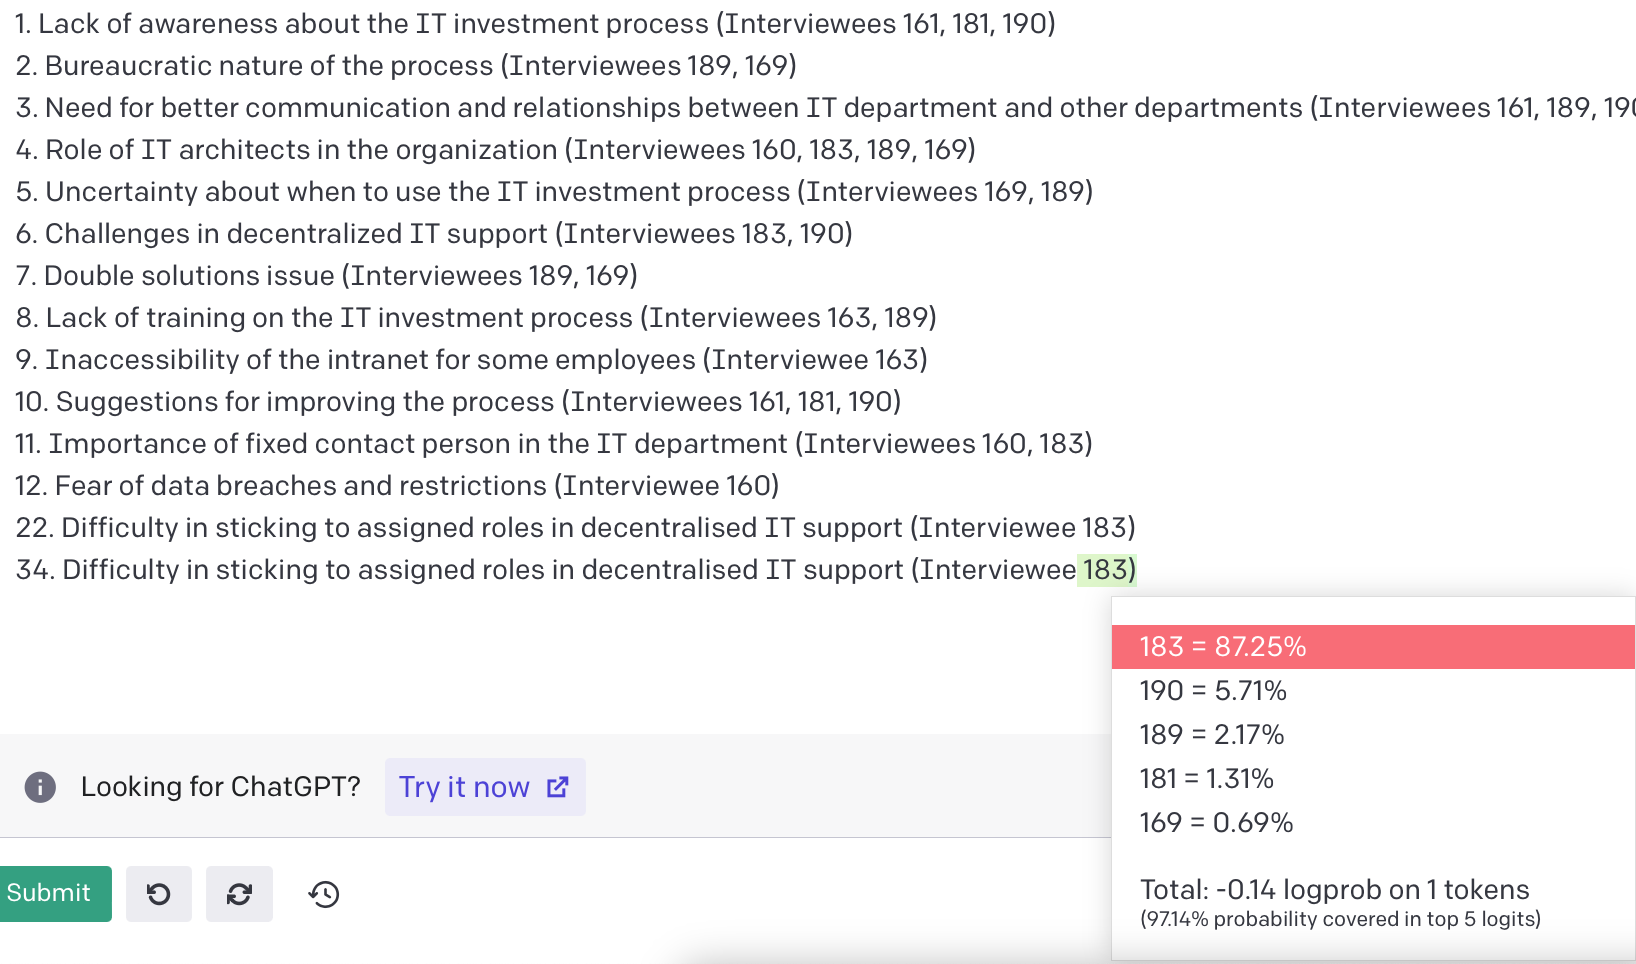 1. Lack of awareness about the IT investment process (Interviewees 161, 181, 190)
2. Bureaucratic nature of the process (Interviewees 189, 169)
3. Need for better communication and relationships between IT department and other departments (Interviewees 161, 189,
4. Role of IT architects in the organization (Interviewees 160, 183, 189, 169)
5. Uncertainty about when to use the IT investment process (Interviewees 169, 189)
6. Challenges in decentralized IT support (Interviewees 183, 190)
7. Double solutions issue (Interviewees 189, 169)
8. Lack of training on the IT investment process (Interviewees 163, 189)
9. Inaccessibility of the intranet for some employees (Interviewee 163)
10. Suggestions for improving the process (Interviewees 161, 181, 190)
11. Importance of fixed contact person in the IT department (Interviewees 160, 183)
12. Fear of data breaches and restrictions (Interviewee 160)
22. Difficulty in sticking to assigned roles in decentralised IT support (Interviewee 183)
34. Difficulty in sticking to assigned roles in decentralised IT support (Interviewee 183)
183 = 87.25%
190 = 5.71%
189 = 2.17%
181 = 1.31%
169 = 0.69%
Total: -0.14 logprob on 1 tokens
(97.14% probability covered in top 5 logits)
Looking for ChatGPT? Try it now
Submit